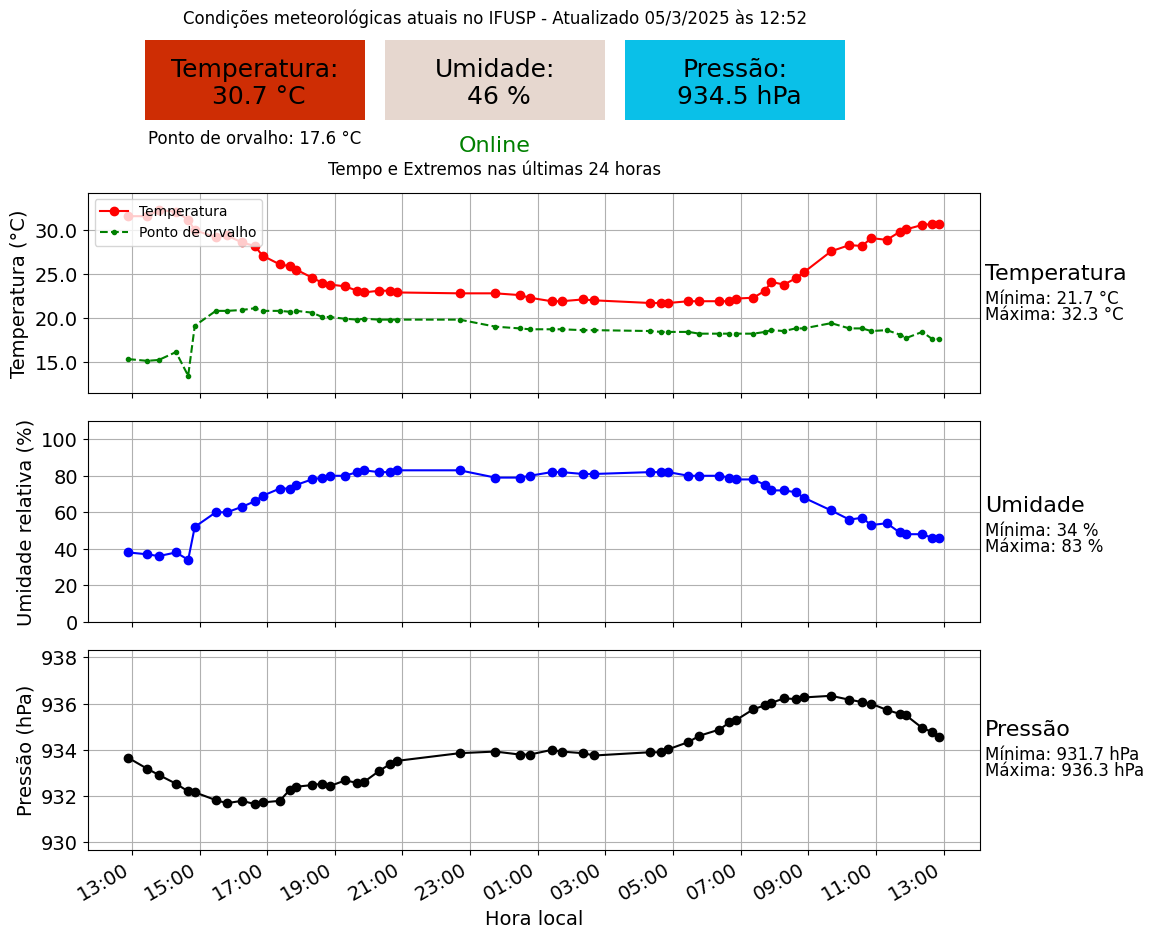 Condições meteorológicas atuais no IFUSP - Atualizado 05/3/2025 às 12:52
Temperatura:
30.7 °C
Umidade:
46 %
Pressão:
934.5 hPa
Ponto de orvalho: 17.6 °C
Online
Tempo e Extremos nas últimas 24 horas
Temperatura (°C)
30.0
25.0
20.0
15.0
Temperatura
Ponto de orvalho
Temperatura
Mínima: 21.7 °C
Máxima: 32.3 °C
Umidade relativa (%)
100
80
60
40
20
0
Umidade
Mínima: 34 %
Máxima: 83 %
Pressão (hPa)
938
936
934
932
930
Pressão
Mínima: 931.7 hPa
Máxima: 936.3 hPa
13:00
15:00
17:00
19:00
21:00
23:00
01:00
03:00
05:00
07:00
09:00
11:00
13:00
Hora local